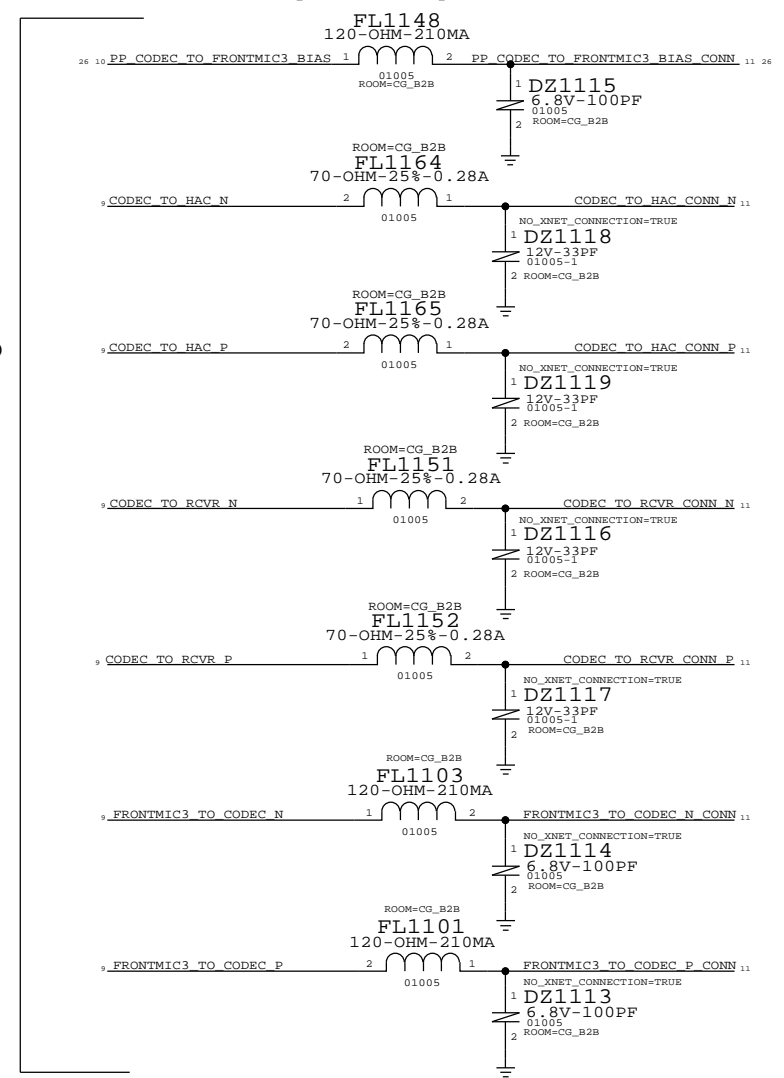 FL1148
120-OHM-210MA
26 10 PP_CODEC_TO_FRONTMIC3_BIAS 1 2 PP_CODEC_TO_FRONTMIC3_BIAS_CONN 11 26
01005
ROOM=CG_B2B
1 DZ1115
6.8V-100PF
01005
2 ROOM=CG_B2B
ROOM=CG_B2B
FL1164
70-OHM-25%-0.28A
9 CODEC_TO_HAC_N 2 1 CODEC_TO_HAC_CONN_N 11
01005
NO_XNET_CONNECTION=TRUE
1 DZ1118
12V-33PF
01005-1
2 ROOM=CG_B2B
ROOM=CG_B2B
FL1165
70-OHM-25%-0.28A
9 CODEC_TO_HAC_P 2 1 CODEC_TO_HAC_CONN_P 11
01005
NO_XNET_CONNECTION=TRUE
1 DZ1119
12V-33PF
01005-1
2 ROOM=CG_B2B
ROOM=CG_B2B
FL1151
70-OHM-25%-0.28A
9 CODEC_TO_RCVR_N 1 2 CODEC_TO_RCVR_CONN_N 11
01005
NO_XNET_CONNECTION=TRUE
1 DZ1116
12V-33PF
01005-1
2 ROOM=CG_B2B
ROOM=CG_B2B
FL1152
70-OHM-25%-0.28A
9 CODEC_TO_RCVR_P 1 2 CODEC_TO_RCVR_CONN_P 11
01005
NO_XNET_CONNECTION=TRUE
1 DZ1117
12V-33PF
01005-1
2 ROOM=CG_B2B
ROOM=CG_B2B
FL1103
120-OHM-210MA
9 FRONTMIC3_TO_CODEC_N 1 2 FRONTMIC3_TO_CODEC_N_CONN 11
01005
NO_XNET_CONNECTION=TRUE
1 DZ1114
6.8V-100PF
01005
2 ROOM=CG_B2B
ROOM=CG_B2B
FL1101
120-OHM-210MA
9 FRONTMIC3_TO_CODEC_P 2 1 FRONTMIC3_TO_CODEC_P_CONN 11
01005
NO_XNET_CONNECTION=TRUE
1 DZ1113
6.8V-100PF
01005
2 ROOM=CG_B2B